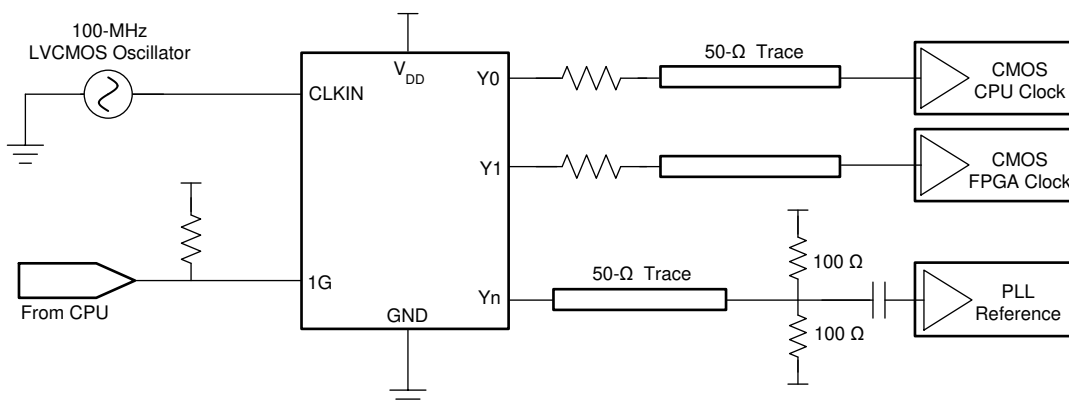 100-MHz
LVCMOS Oscillator
V_DD
CLKIN
1G
GND
From CPU
Y0
Y1
Yn
50-Ω Trace
50-Ω Trace
100 Ω
100 Ω
CMOS
CPU Clock
CMOS
FPGA Clock
PLL
Reference